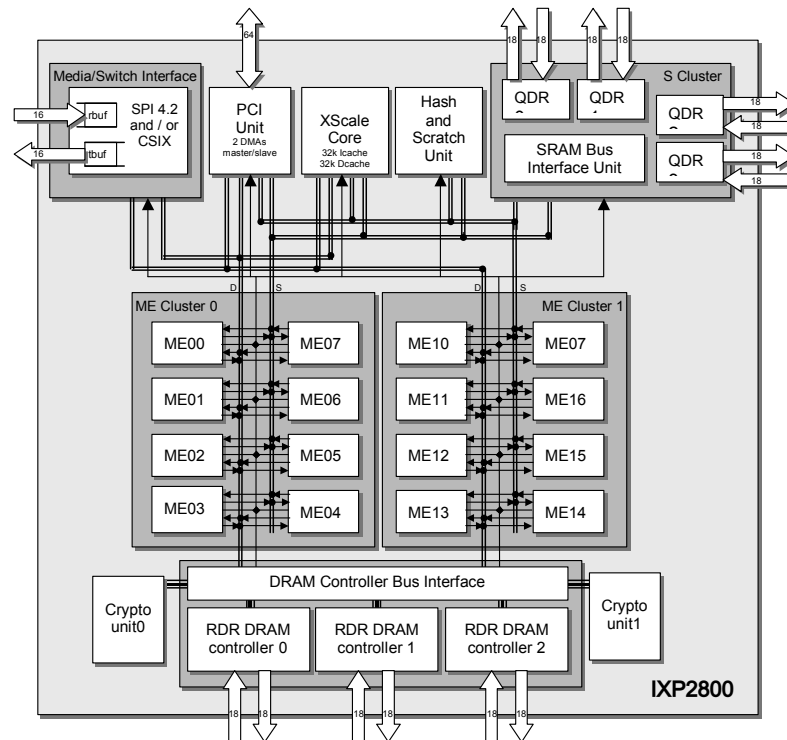 18 18 18 18
64
Media/Switch Interface
S Cluster
SPI 4.2
and / or
CSIX
rbuf
tbuf
16
16
PCI
Unit
2 DMAs
master/slave
XScale
Core
32k Icache
32k Dcache
Hash
and
Scratch
Unit
QDR
QDR
QDR
QDR
SRAM Bus
Interface Unit
18
18
18
18
D S
D S
ME Cluster 0
ME Cluster 1
ME00 ME07
ME10 ME07
ME01 ME06
ME11 ME16
ME02 ME05
ME12 ME15
ME03 ME04
ME13 ME14
DRAM Controller Bus Interface
Crypto
unit0
Crypto
unit1
RDR DRAM
controller 0
RDR DRAM
controller 1
RDR DRAM
controller 2
IXP2800
18 18 18 18 18 18